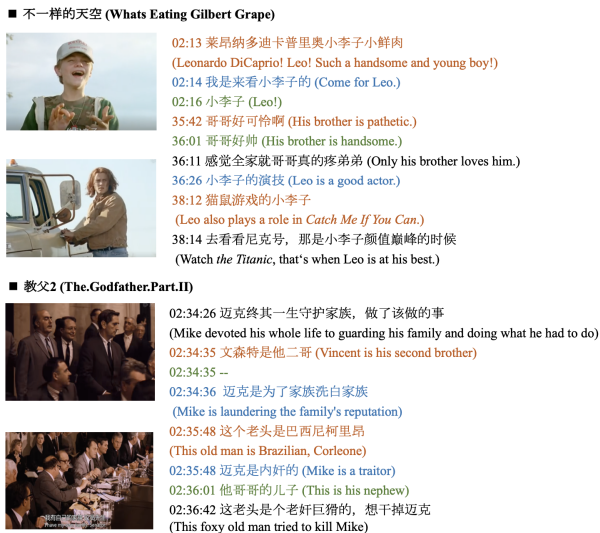 ■ 不一样的天空 (Whats Eating Gilbert Grape)
02:13 莱昂纳多迪卡普里奥小李子小鲜肉
(Leonardo DiCaprio! Leo! Such a handsome and young boy!)
02:14 我是来看小李子的 (Come for Leo.)
02:16 小李子 (Leo!)
35:42 哥哥好可怜啊 (His brother is pathetic.)
36:01 哥哥好帅 (His brother is handsome.)
36:11 感觉全家就哥哥真的疼弟弟 (Only his brother loves him.)
36:26 小李子的演技 (Leo is a good actor.)
38:12 猫鼠游戏的小李子
(Leo also plays a role in Catch Me If You Can.)
38:14 去看看尼克号，那是小李子颜值巅峰的时候
(Watch the Titanic, that‘s when Leo is at his best.)
■ 教父2 (The.Godfather.Part.II)
02:34:26 迈克终其一生守护家族，做了该做的事
(Mike devoted his whole life to guarding his family and doing what he had to do)
02:34:35 文森特是他二哥 (Vincent is his second brother)
02:34:35 --
02:34:36 迈克是为了家族洗白家族
(Mike is laundering the family's reputation)
02:35:48 这个老头是巴西尼柯里昂
(This old man is Brazilian, Corleone)
02:35:48 迈克是内奸的 (Mike is a traitor)
02:36:01 他哥哥的儿子 (This is his nephew)
02:36:42 这个老头是个老奸巨猾的，想干掉迈克
(This foxy old man tried to kill Mike)